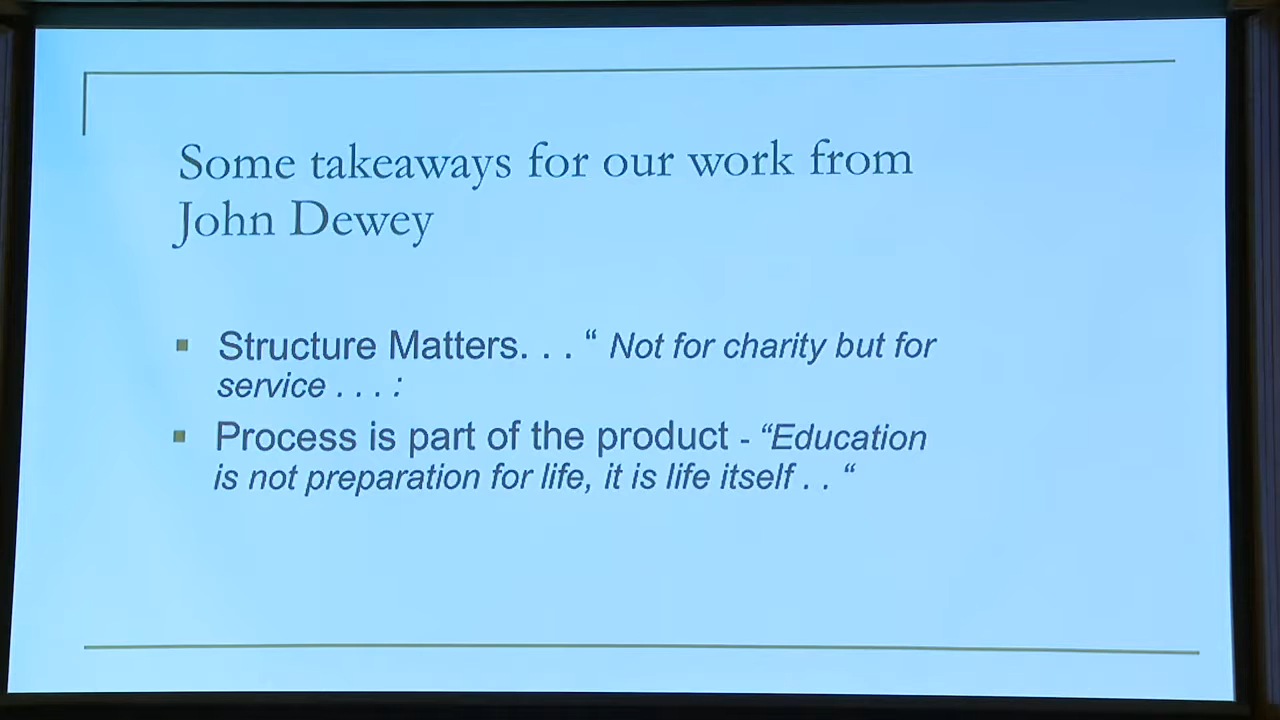 Some takeaways for our work from
John Dewey
▪ Structure Matters. . . “ Not for charity but for
service . . . . :
▪ Process is part of the product - “Education
is not preparation for life, it is life itself . . “